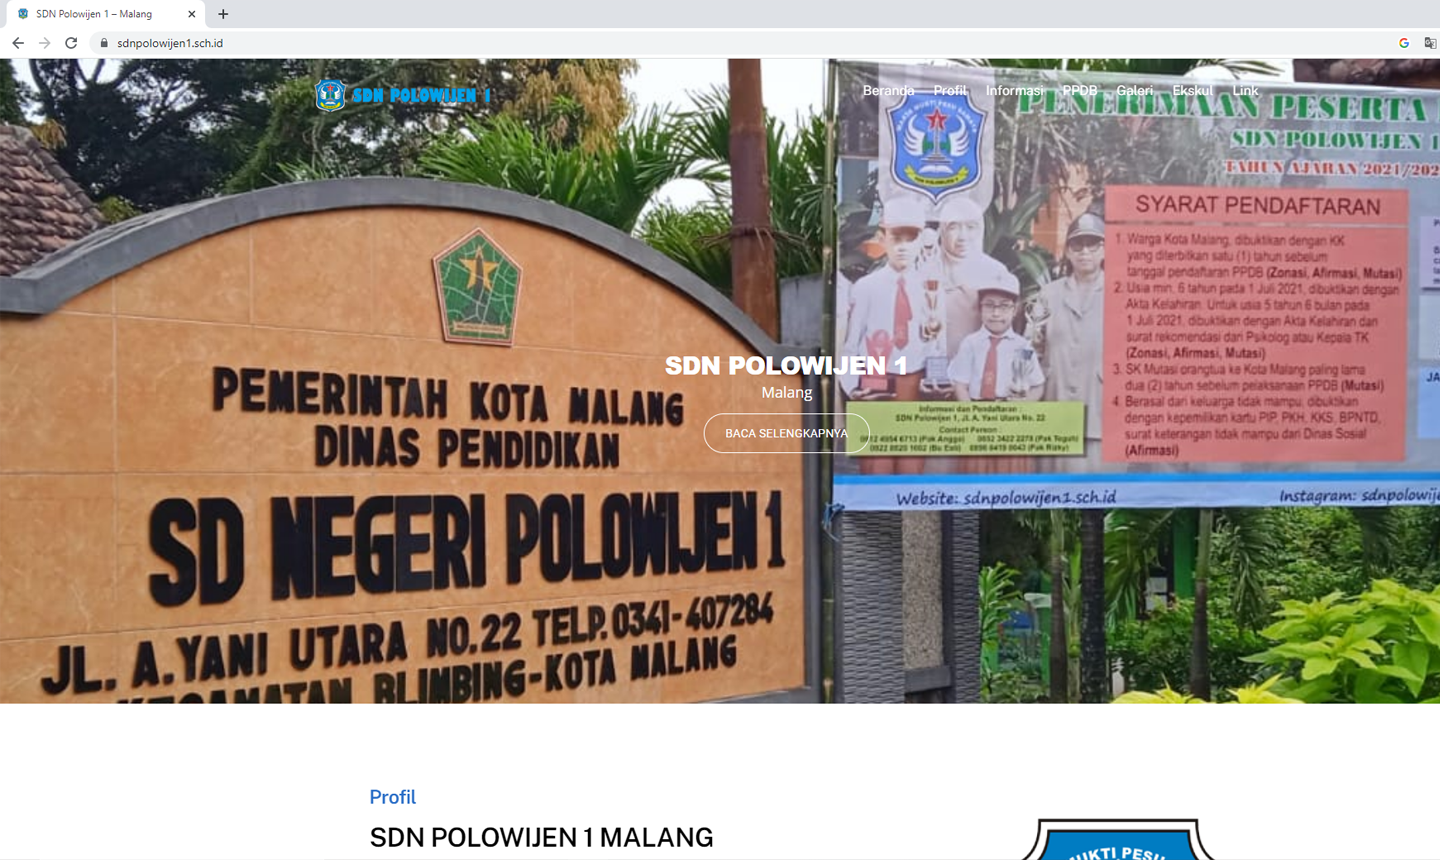 SDN Polowijen 1 – Malang
sdnpolowijen1.sch.id
SDN POLOWIJEN 1
Beranda Profil Informasi PPDB Galeri Ekskul Link
PENERIMAAN PESERTA
SDN POLOWIJEN 1
TAHUN AJARAN 2021/202
SYARAT PENDAFTARAN
1. Warga Kota Malang, dibuktikan dengan KK
yang diterbitkan satu (1) tahun sebelum
tanggal pendaftaran PPDB (Zonasi, Afirmasi, Mutasi)
2. Usia min. 6 tahun pada 1 Juli 2021, dibuktikan dengan
Akta Kelahiran. Untuk usia 5 tahun 6 bulan pada
1 Juli 2021, dibuktikan dengan Akta Kelahiran dan
surat rekomendasi dari Psikolog atau Kepala TK
(Zonasi, Afirmasi, Mutasi)
3. SK Mutasi orangtua ke Kota Malang paling lama
dua (2) tahun sebelum pelaksanaan PPDB (Mutasi)
4. Berasal dari keluarga tidak mampu, dibuktikan
dengan kepemilikan kartu PIP, PKH, KKS, BPNTD,
surat keterangan tidak mampu dari Dinas Sosial
(Afirmasi)
Informasi dan Pendaftaran :
SDN Polowijen 1, Jl. A. Yani Utara No. 22
Contact Person :
Website: sdnpolowijen1.sch.id
Instagram: sdnpolowije
PEMERINTAH KOTA MALANG
DINAS PENDIDIKAN
SD NEGERI POLOWIJEN 1
JL. A. YANI UTARA NO.22 TELP. 0341-407284
KECAMATAN BLIMBING-KOTA MALANG
SDN POLOWIJEN 1
Malang
BACA SELENGKAPNYA
Profil
SDN POLOWIJEN 1 MALANG
BUKTI PESU